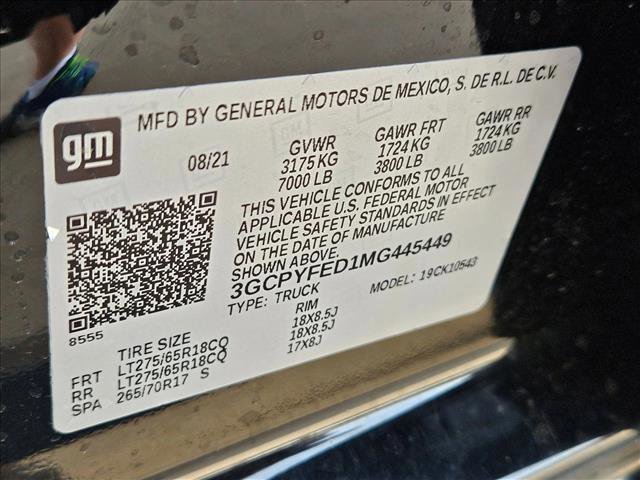 gm
MFD BY GENERAL MOTORS DE MEXICO, S. DE R.L. DE C.V.
08/21
GVWR
3175 KG
7000 LB
GAWR FRT
1724 KG
3800 LB
GAWR RR
1724 KG
3800 LB
THIS VEHICLE CONFORMS TO ALL
APPLICABLE U.S. FEDERAL MOTOR
VEHICLE SAFETY STANDARDS IN EFFECT
ON THE DATE OF MANUFACTURE
SHOWN ABOVE.
3GCPYFED1MG445449
TYPE: TRUCK
MODEL: 19CK10543
8555
TIRE SIZE RIM
FRT LT275/65R18CQ 18X8.5J
RR LT275/65R18CQ 18X8.5J
SPA 265/70R17 S 17X8J